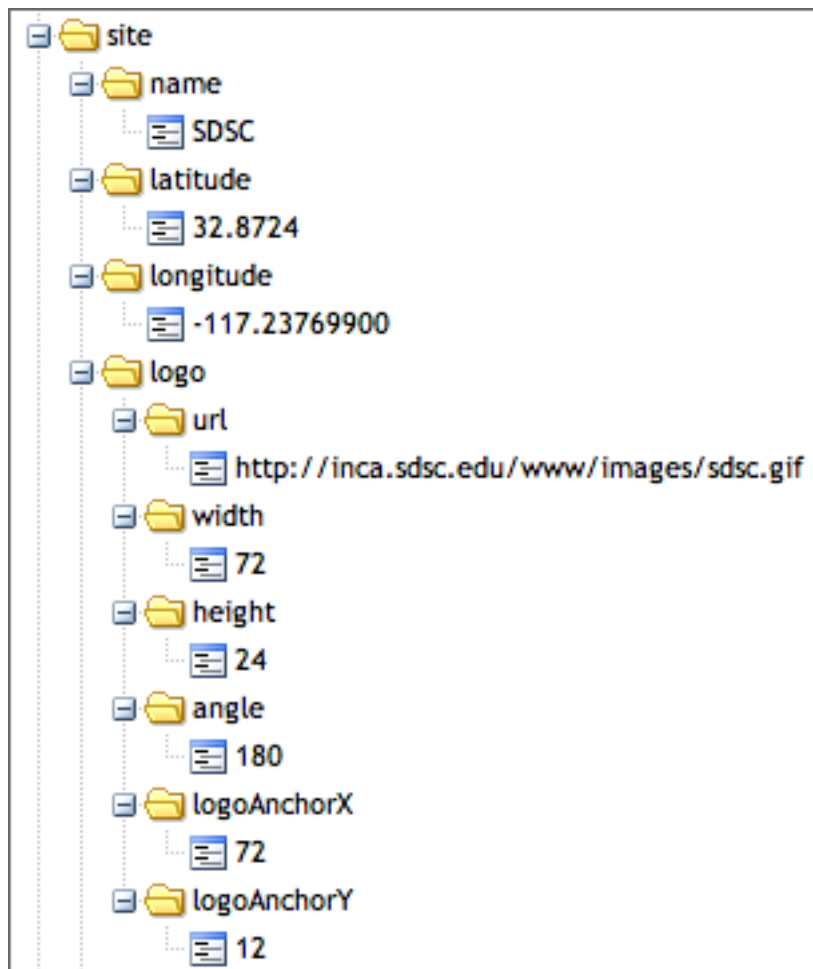 site
name
SDSC
latitude
32.8724
longitude
-117.23769900
logo
url
http://inca.sdsc.edu/www/images/sdsc.gif
width
72
height
24
angle
180
logoAnchorX
72
logoAnchorY
12